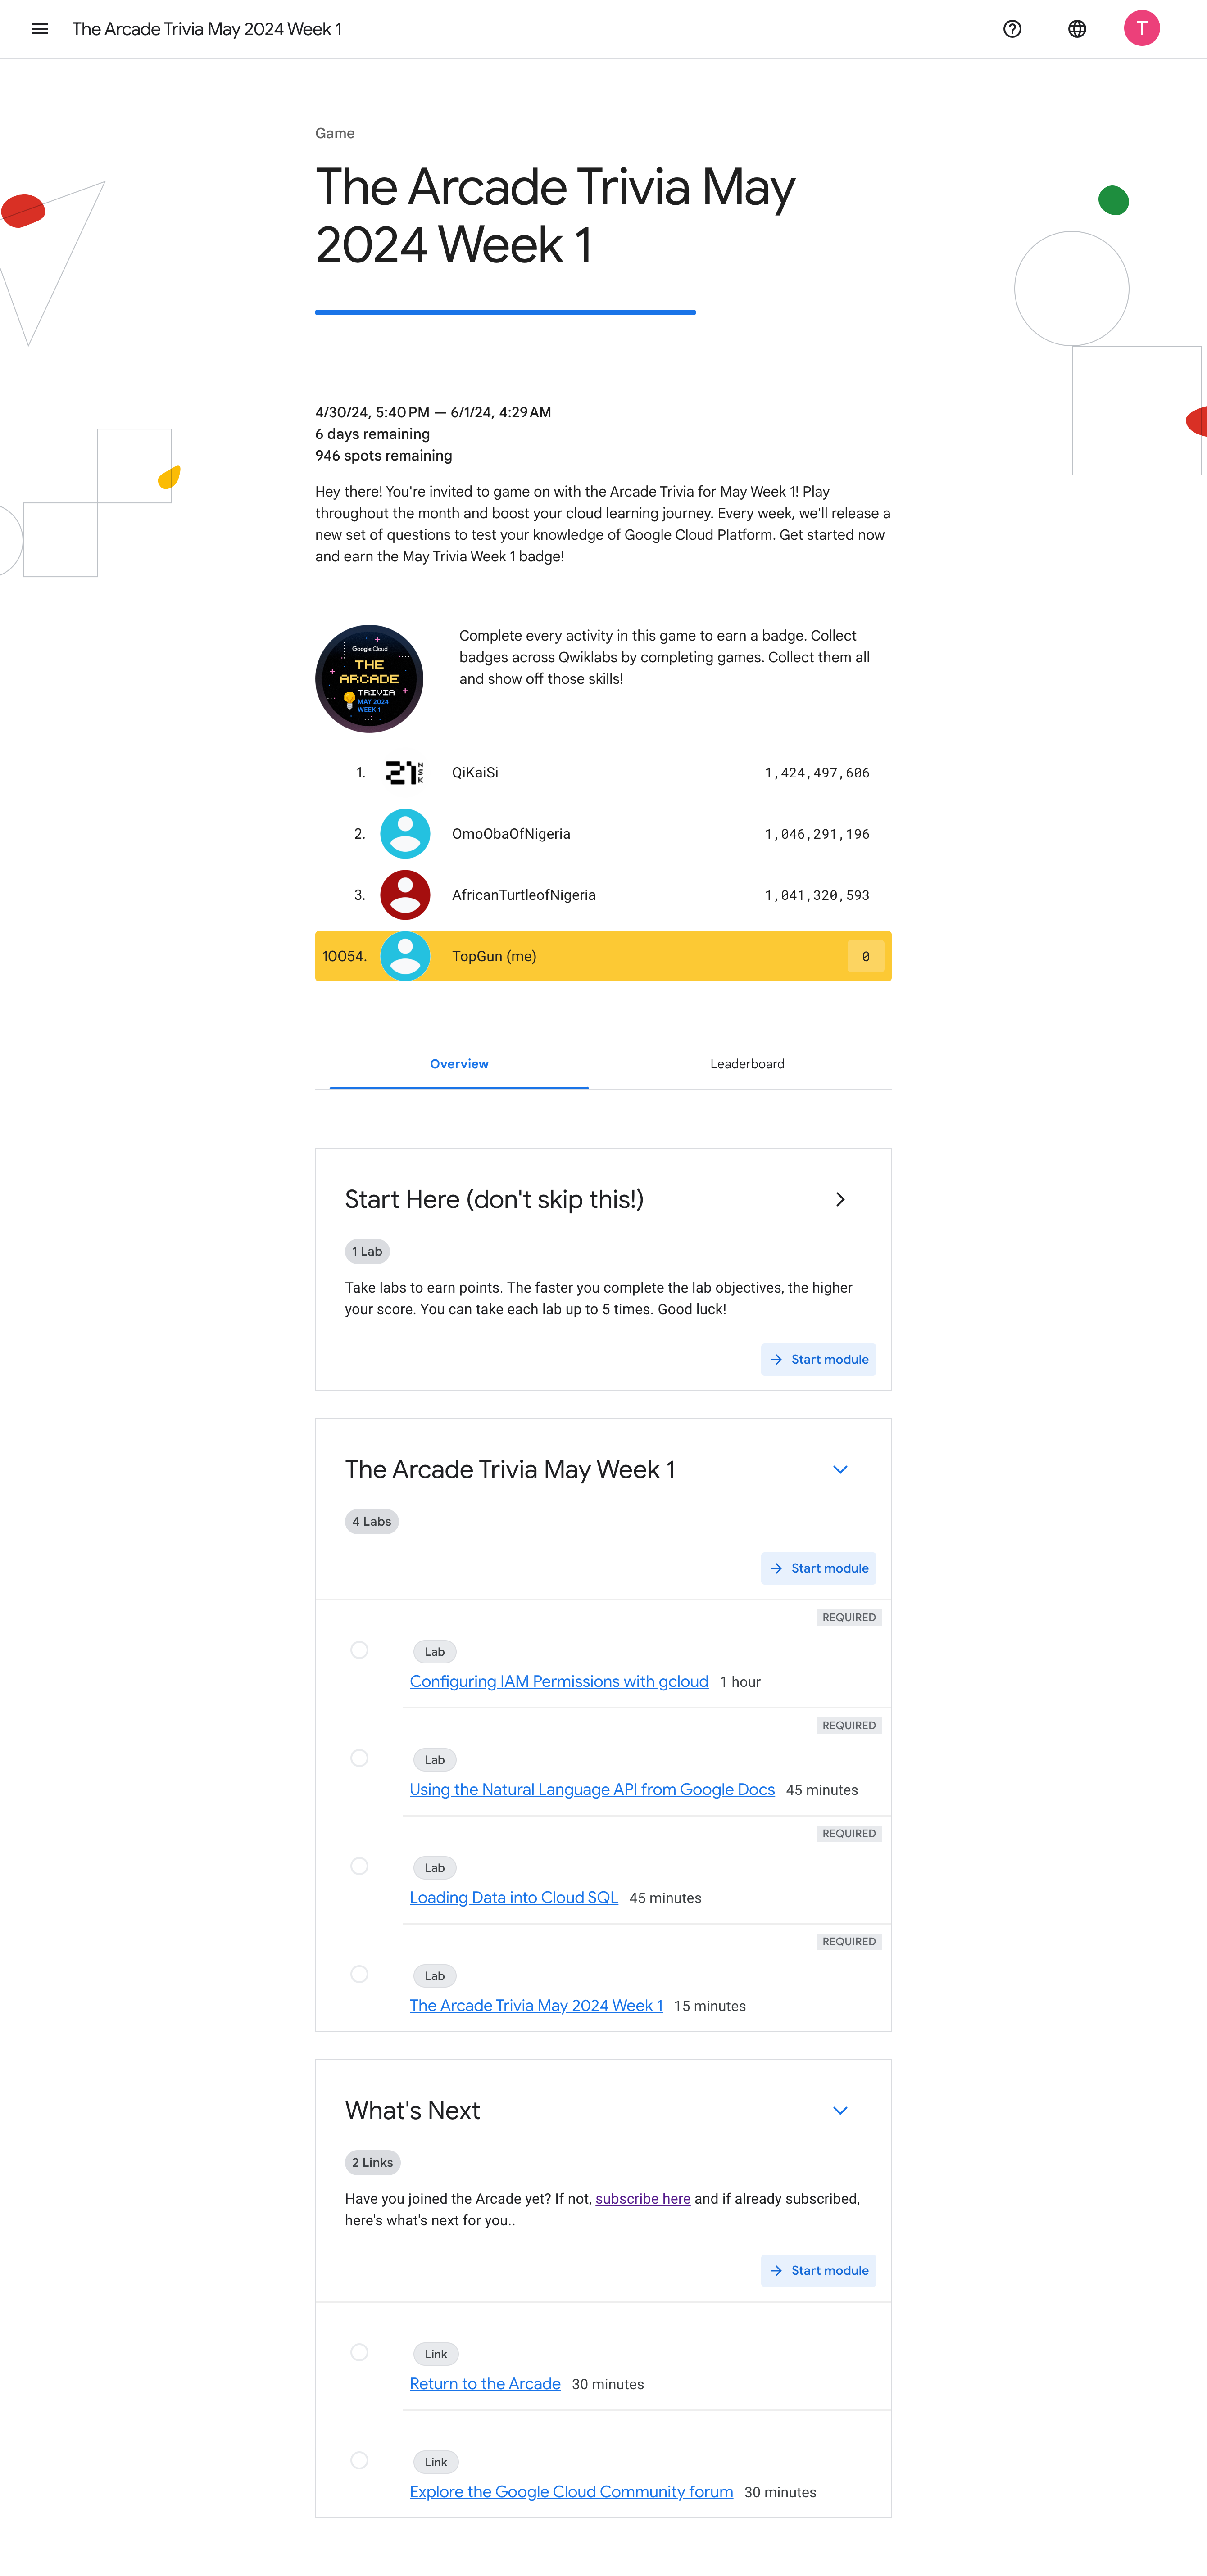 The Arcade Trivia May 2024 Week 1
T
Game
The Arcade Trivia May
2024 Week 1
4/30/24, 5:40 PM — 6/1/24, 4:29 AM
6 days remaining
946 spots remaining
Hey there! You're invited to game on with the Arcade Trivia for May Week 1! Play
throughout the month and boost your cloud learning journey. Every week, we'll release a
new set of questions to test your knowledge of Google Cloud Platform. Get started now
and earn the May Trivia Week 1 badge!
Google Cloud
THE
ARCADE
TRIVIA
MAY 2024
WEEK 1
Complete every activity in this game to earn a badge. Collect
badges across Qwiklabs by completing games. Collect them all
and show off those skills!
1. 21 NSK QiKaiSi 1,424,497,606
2. OmoObaOfNigeria 1,046,291,196
3. AfricanTurtleofNigeria 1,041,320,593
10054. TopGun (me) 0
Overview Leaderboard
Start Here (don't skip this!)
1 Lab
Take labs to earn points. The faster you complete the lab objectives, the higher
your score. You can take each lab up to 5 times. Good luck!
Start module
The Arcade Trivia May Week 1
4 Labs
Start module
REQUIRED
Lab
Configuring IAM Permissions with gcloud 1 hour
REQUIRED
Lab
Using the Natural Language API from Google Docs 45 minutes
REQUIRED
Lab
Loading Data into Cloud SQL 45 minutes
REQUIRED
Lab
The Arcade Trivia May 2024 Week 1 15 minutes
What's Next
2 Links
Have you joined the Arcade yet? If not, subscribe here and if already subscribed,
here's what's next for you..
Start module
Link
Return to the Arcade 30 minutes
Link
Explore the Google Cloud Community forum 30 minutes